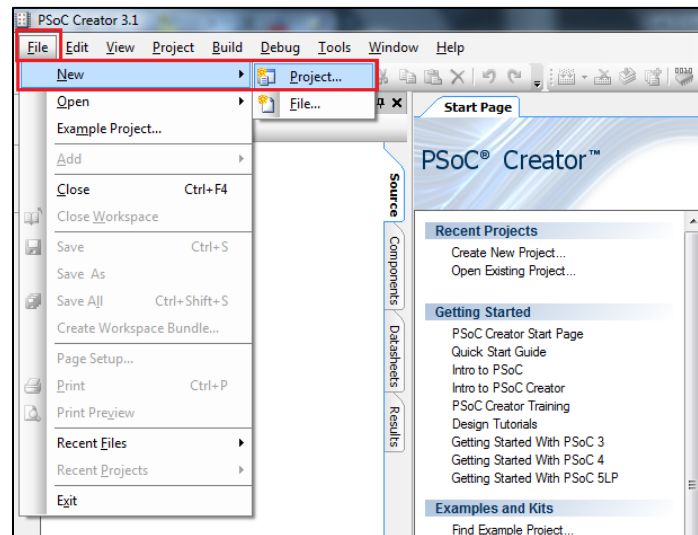 PSoC Creator 3.1
File Edit View Project Build Debug Tools Window Help
New
Project...
File...
Open
Example Project...
Add
Close Ctrl+F4
Close Workspace
Save Ctrl+S
Save As
Save All Ctrl+Shift+S
Create Workspace Bundle...
Page Setup...
Print Ctrl+P
Print Preview
Recent Files
Recent Projects
Exit
Source
Components
Datasheets
Results
Start Page
PSoC® Creator™
Recent Projects
Create New Project...
Open Existing Project...
Getting Started
PSoC Creator Start Page
Quick Start Guide
Intro to PSoC
Intro to PSoC Creator
PSoC Creator Training
Design Tutorials
Getting Started With PSoC 3
Getting Started With PSoC 4
Getting Started With PSoC 5LP
Examples and Kits
Find Example Project...